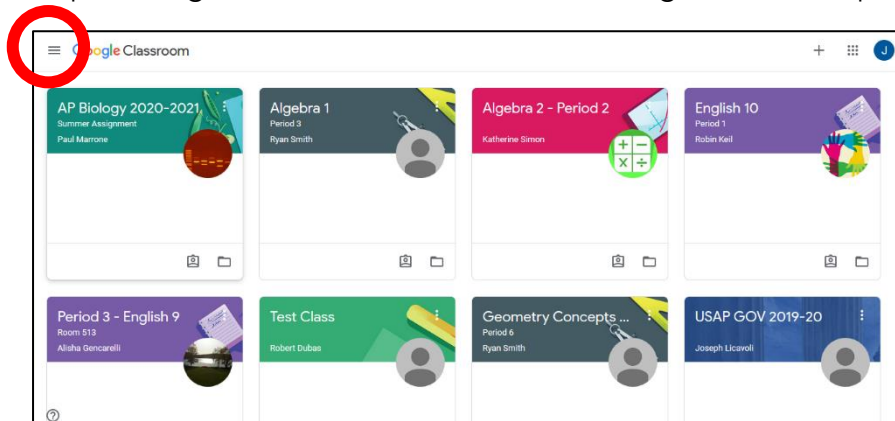 Google Classroom
J
AP Biology 2020-2021
Summer Assignment
Paul Marrone
Algebra 1
Period 3
Ryan Smith
Algebra 2 - Period 2
Katherine Simon
English 10
Period 1
Robin Keil
Period 3 - English 9
Room 513
Alisha Gencarelli
Test Class
Robert Dubas
Geometry Concepts ...
Period 6
Ryan Smith
USAP GOV 2019-20
Joseph Licavoli